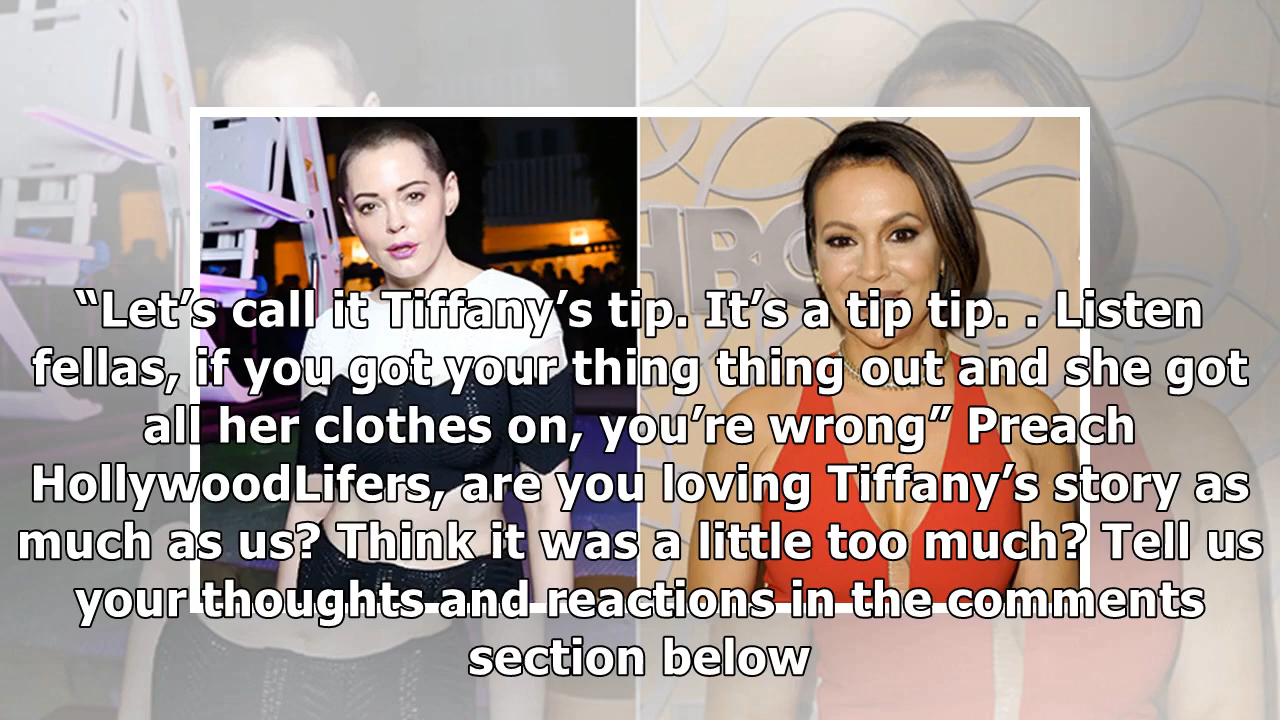 HBO
“Let’s call it Tiffany’s tip. It’s a tip tip. . Listen
fellas, if you got your thing thing out and she got
all her clothes on, you’re wrong” Preach
HollywoodLifers, are you loving Tiffany’s story as
much as us? Think it was a little too much? Tell us
your thoughts and reactions in the comments
section below